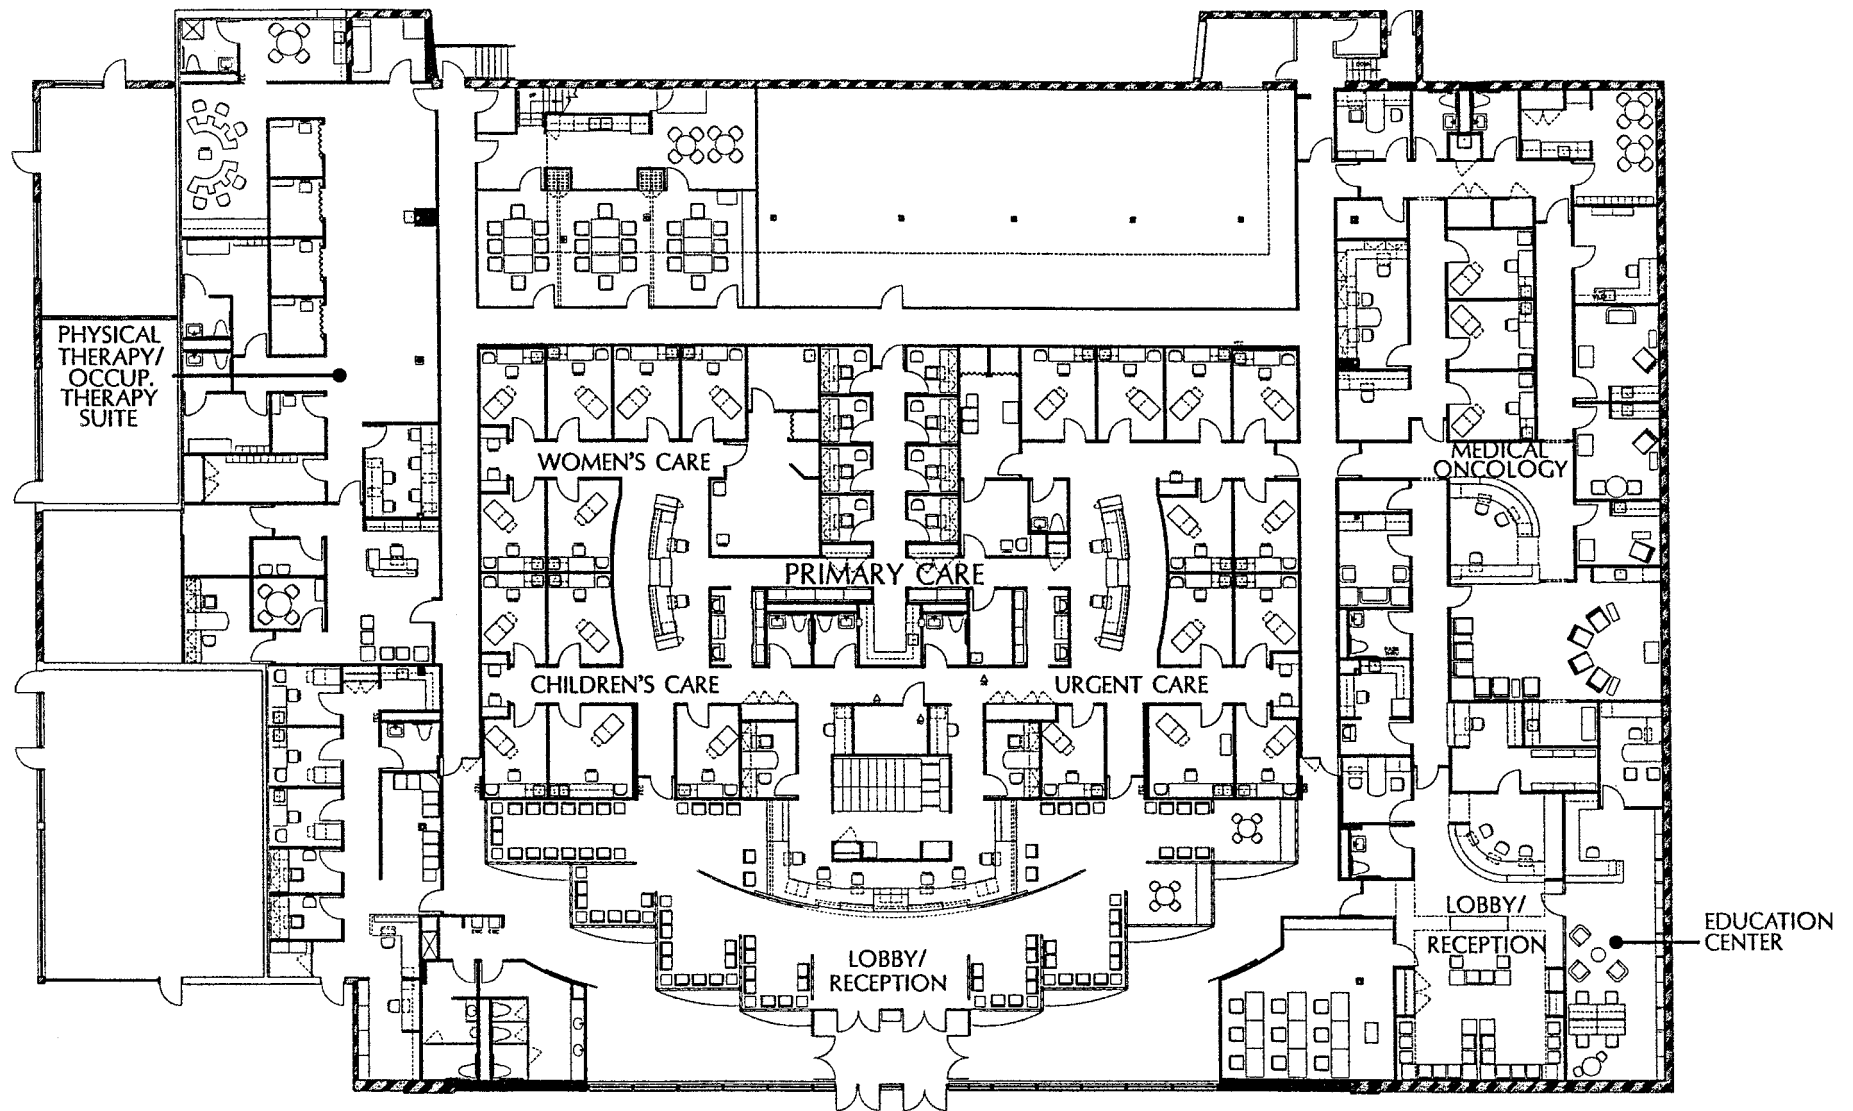 PHYSICAL
THERAPY/
OCCUP.
THERAPY
SUITE
WOMEN'S CARE
MEDICAL
ONCOLOGY
PRIMARY CARE
CHILDREN'S CARE
URGENT CARE
LOBBY/
RECEPTION
LOBBY/
RECEPTION
EDUCATION
CENTER